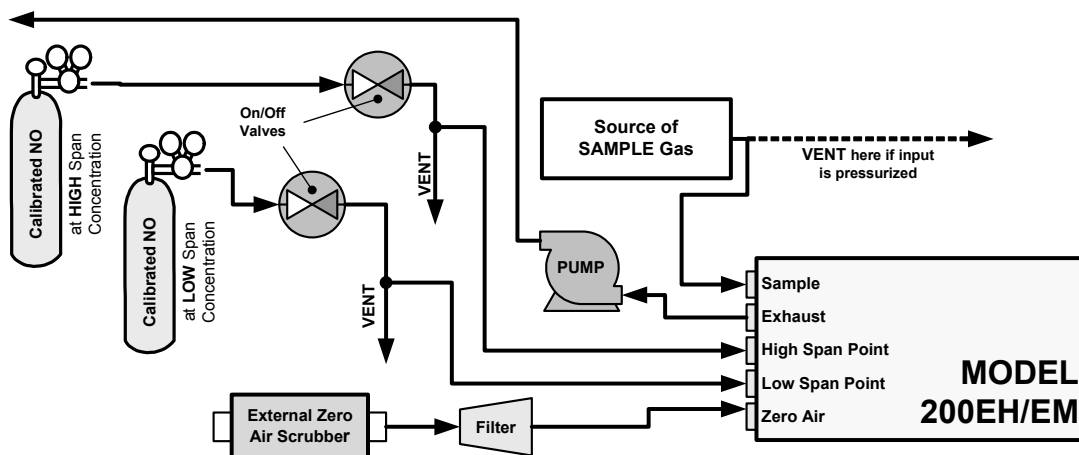 Calibrated NO
at HIGH Span
Concentration
Calibrated NO
at LOW Span
Concentration
On/Off
Valves
VENT
VENT
Source of
SAMPLE Gas
VENT here if input
is pressurized
PUMP
Sample
Exhaust
High Span Point
Low Span Point
Zero Air
MODEL
200EH/EM
External Zero
Air Scrubber
Filter